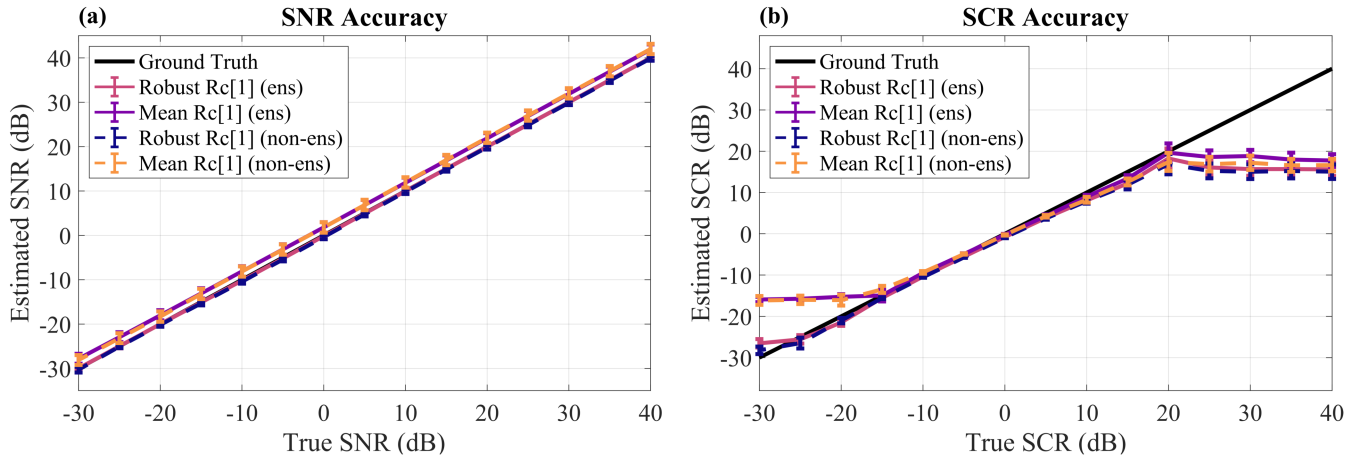 (a)
SNR Accuracy
Ground Truth
Robust Rc[1] (ens)
Mean Rc[1] (ens)
Robust Rc[1] (non-ens)
Mean Rc[1] (non-ens)
Estimated SNR (dB)
40
30
20
10
0
-10
-20
-30
-30 -20 -10 0 10 20 30 40
True SNR (dB)
(b)
SCR Accuracy
Ground Truth
Robust Rc[1] (ens)
Mean Rc[1] (ens)
Robust Rc[1] (non-ens)
Mean Rc[1] (non-ens)
Estimated SCR (dB)
40
30
20
10
0
-10
-20
-30
-30 -20 -10 0 10 20 30 40
True SCR (dB)